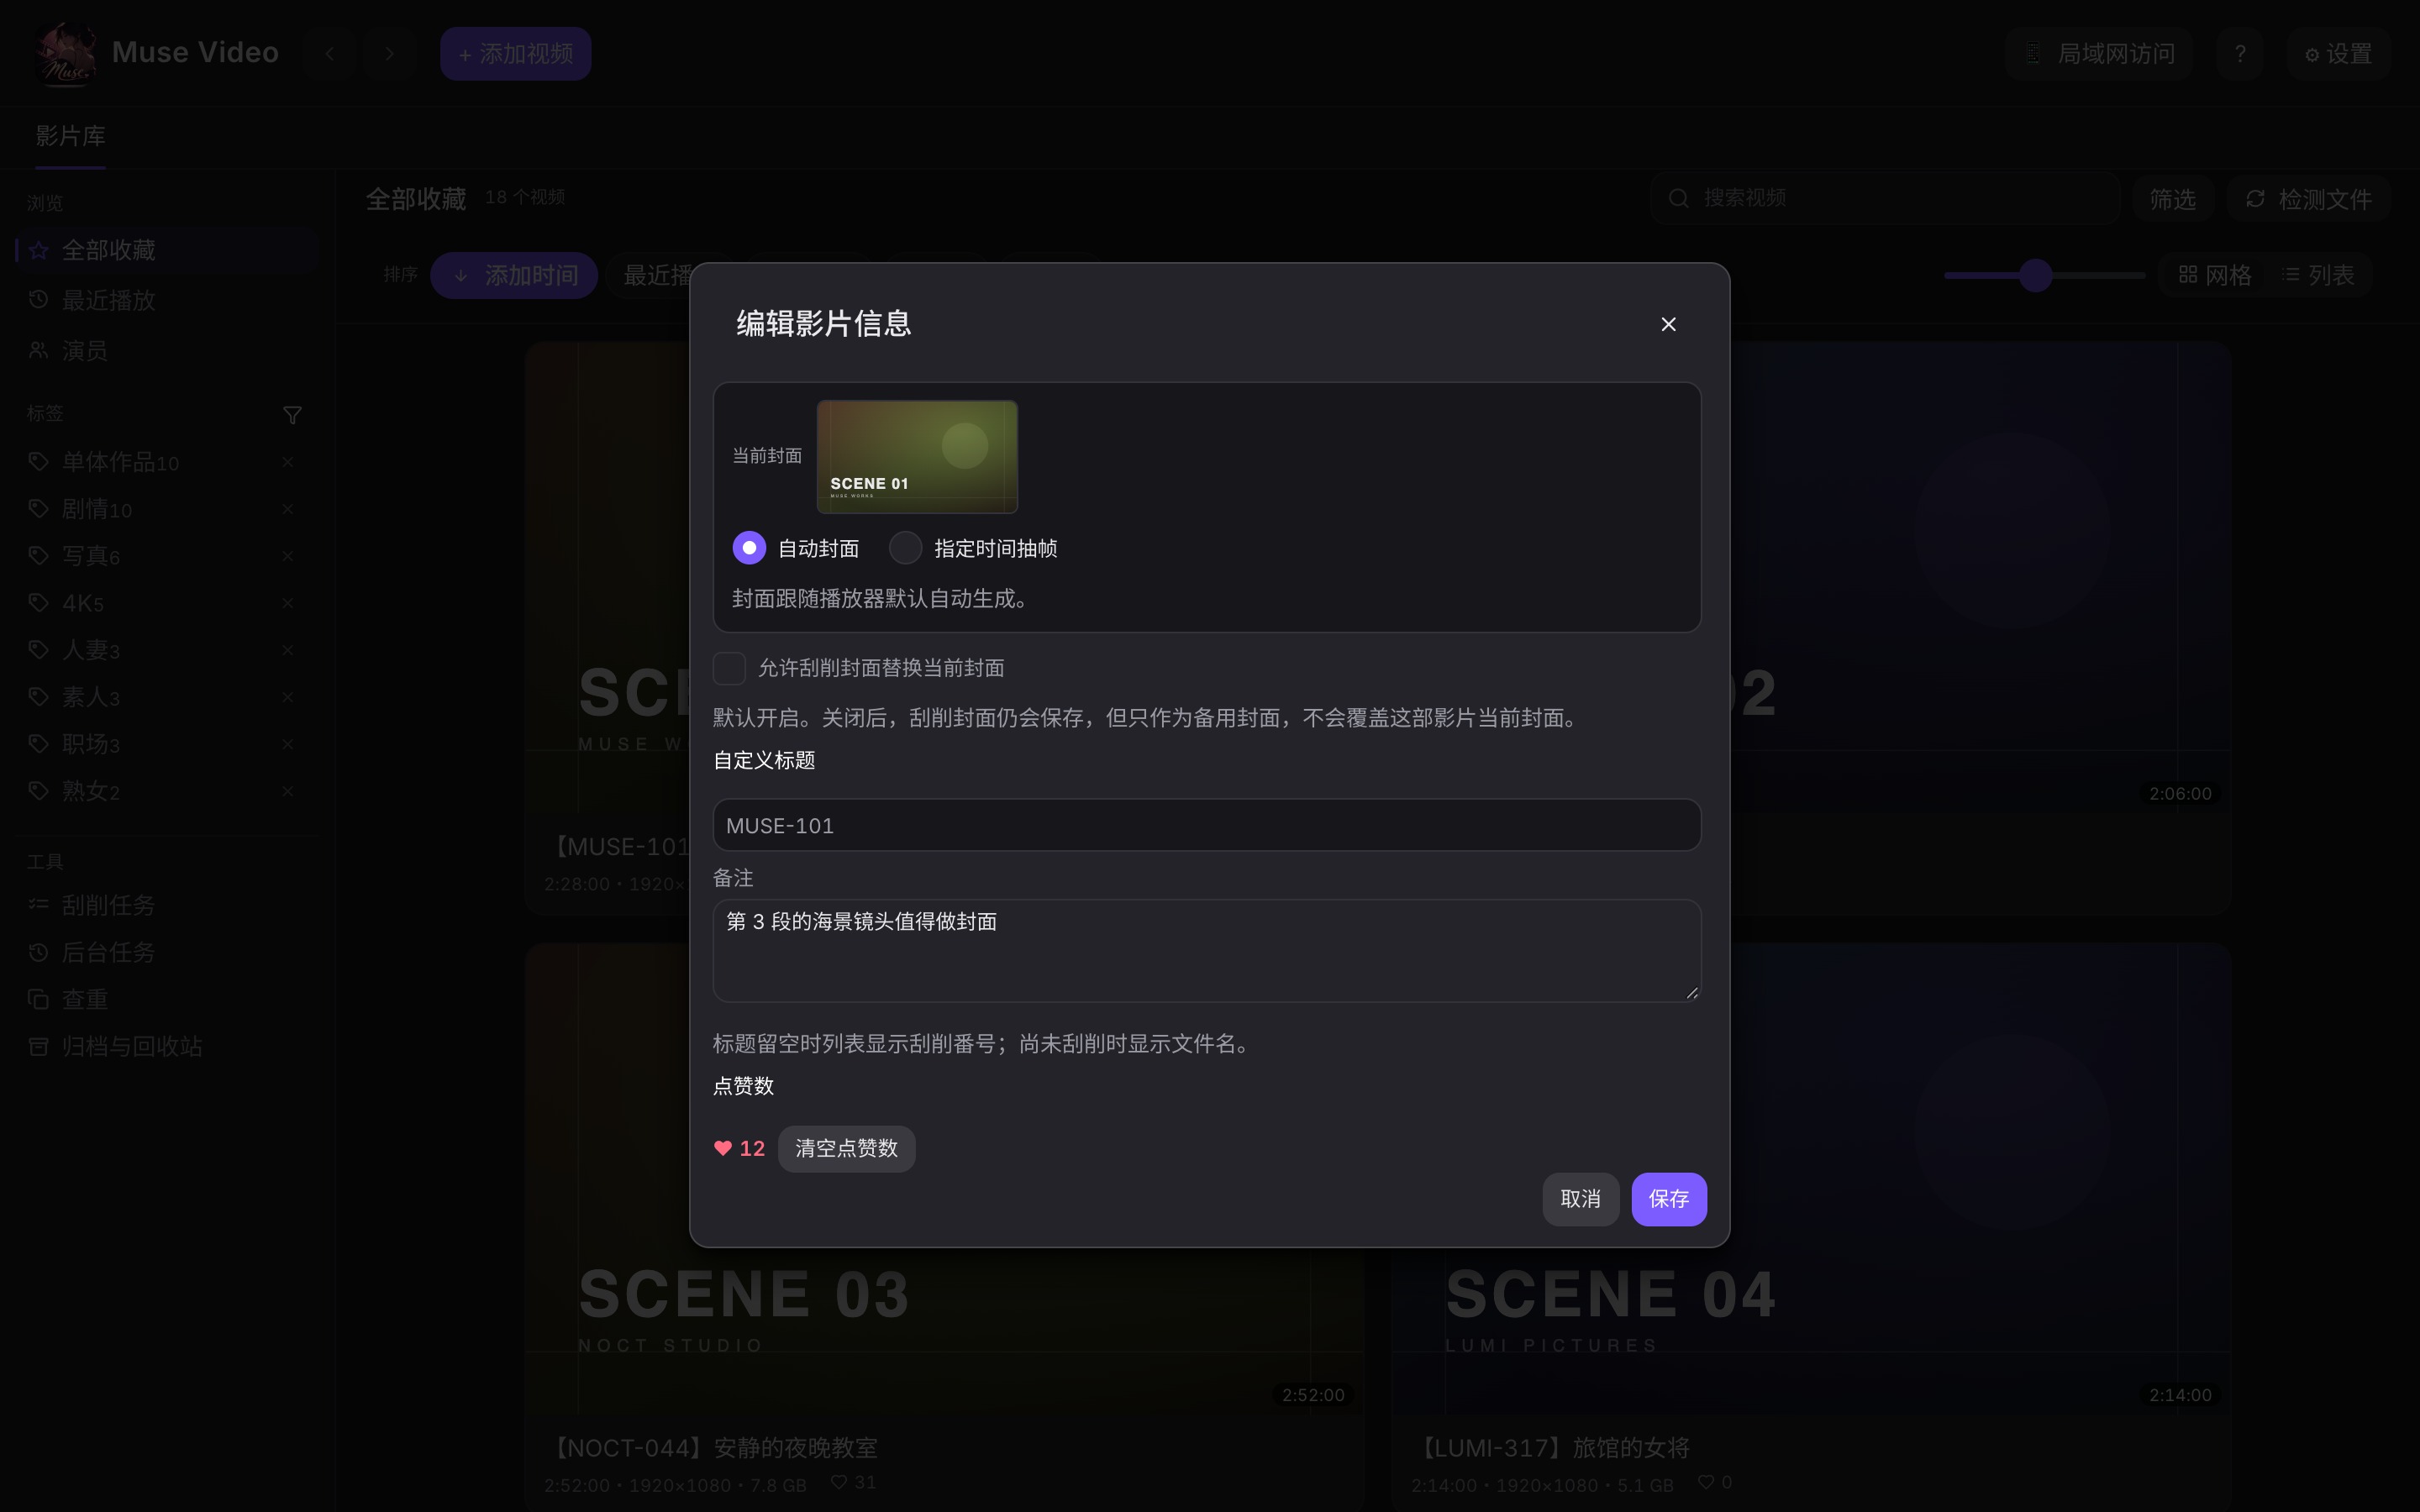 Muse Video
+ 添加视频
局域网访问
?
设置
影片库
浏览
全部收藏
最近播放
演员
标签
单体作品10
剧情10
写真6
4K5
人妻3
素人3
职场3
熟女2
工具
刮削任务
后台任务
查重
归档与回收站
全部收藏 18 个视频
搜索视频
筛选
检测文件
排序
添加时间
最近播
网格
列表
编辑影片信息
当前封面
SCENE 01
MUSE WORKS
自动封面
指定时间抽帧
封面跟随播放器默认自动生成。
允许刮削封面替换当前封面
默认开启。关闭后，刮削封面仍会保存，但只作为备用封面，不会覆盖这部影片当前封面。
自定义标题
MUSE-101
备注
第 3 段的海景镜头值得做封面
标题留空时列表显示刮削番号；尚未刮削时显示文件名。
点赞数
12
清空点赞数
取消
保存
MUSE W
2:06:00
【MUSE-101
2:28:00 • 1920×
SCENE 03
NOCT STUDIO
2:52:00
【NOCT-044】安静的夜晚教室
2:52:00 • 1920×1080 • 7.8 GB 31
SCENE 04
LUMI PICTURES
2:14:00
【LUMI-317】旅馆的女将
2:14:00 • 1920×1080 • 5.1 GB 0